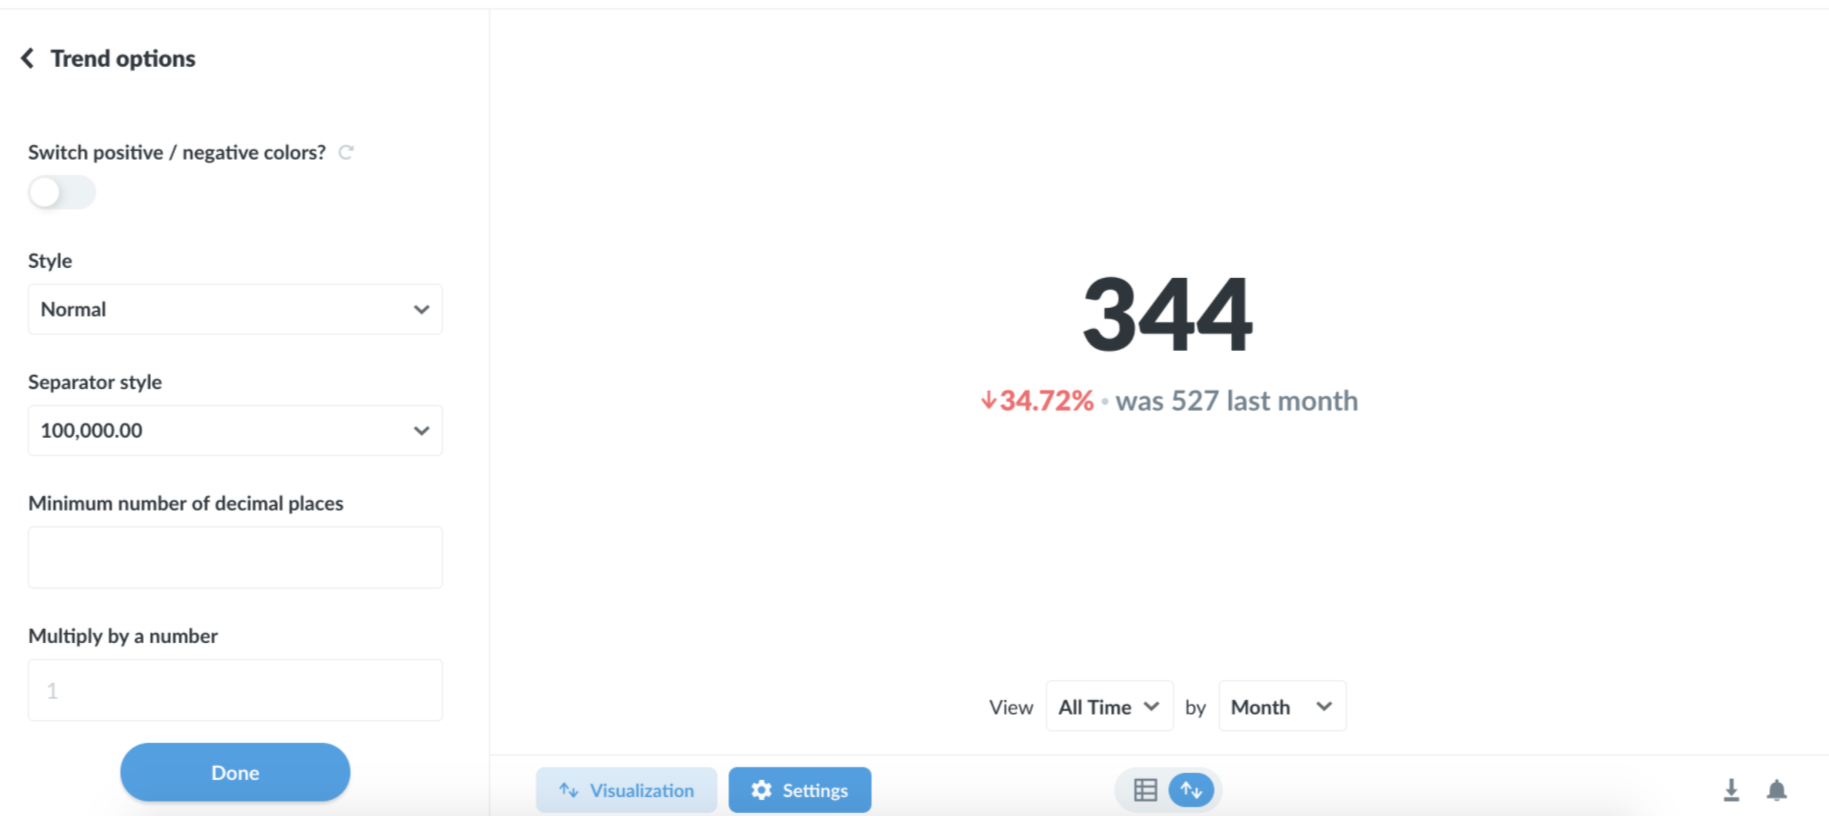 Trend options
Switch positive / negative colors?
Style
Normal
Separator style
100,000.00
Minimum number of decimal places
Multiply by a number
1
Done
344
↓34.72% • was 527 last month
View All Time by Month
Visualization Settings